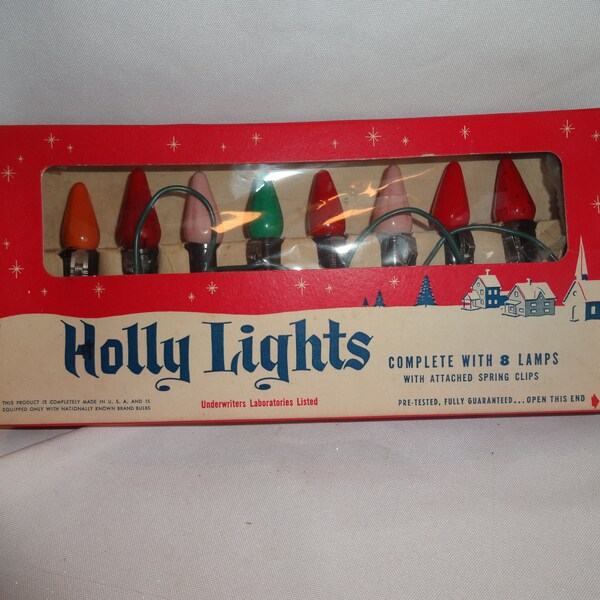 Holly Lights
COMPLETE WITH 8 LAMPS
WITH ATTACHED SPRING CLIPS
THIS PRODUCT IS COMPLETELY MADE IN U. S. A. AND IS
EQUIPPED ONLY WITH NATIONALLY KNOWN BRAND BULBS
Underwriters Laboratories Listed
PRE-TESTED, FULLY GUARANTEED...OPEN THIS END